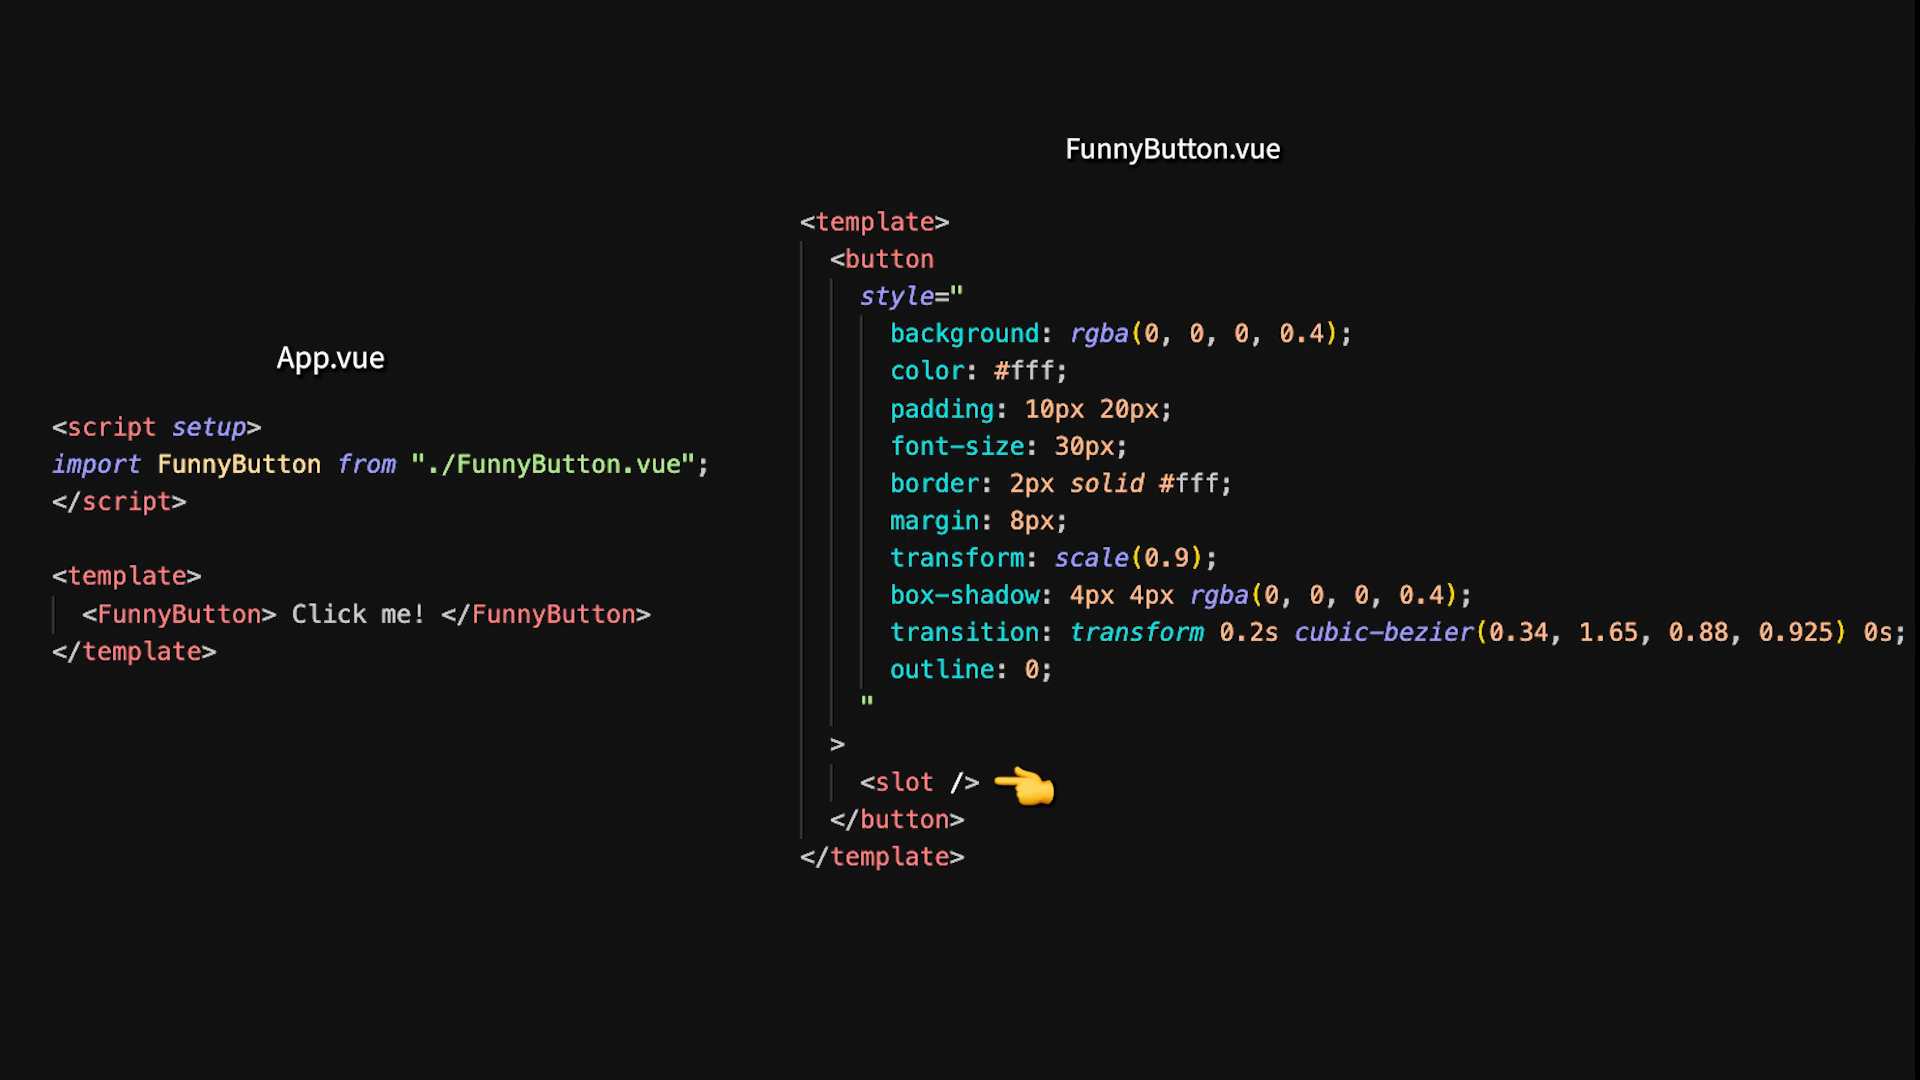 App.vue
<script setup>
import FunnyButton from "./FunnyButton.vue";
</script>
<template>
<FunnyButton> Click me! </FunnyButton>
</template>
FunnyButton.vue
<template>
<button
style="
background: rgba(0, 0, 0, 0.4);
color: #fff;
padding: 10px 20px;
font-size: 30px;
border: 2px solid #fff;
margin: 8px;
transform: scale(0.9);
box-shadow: 4px 4px rgba(0, 0, 0, 0.4);
transition: transform 0.2s cubic-bezier(0.34, 1.65, 0.88, 0.925) 0s;
outline: 0;
"
>
<slot />
</button>
</template>